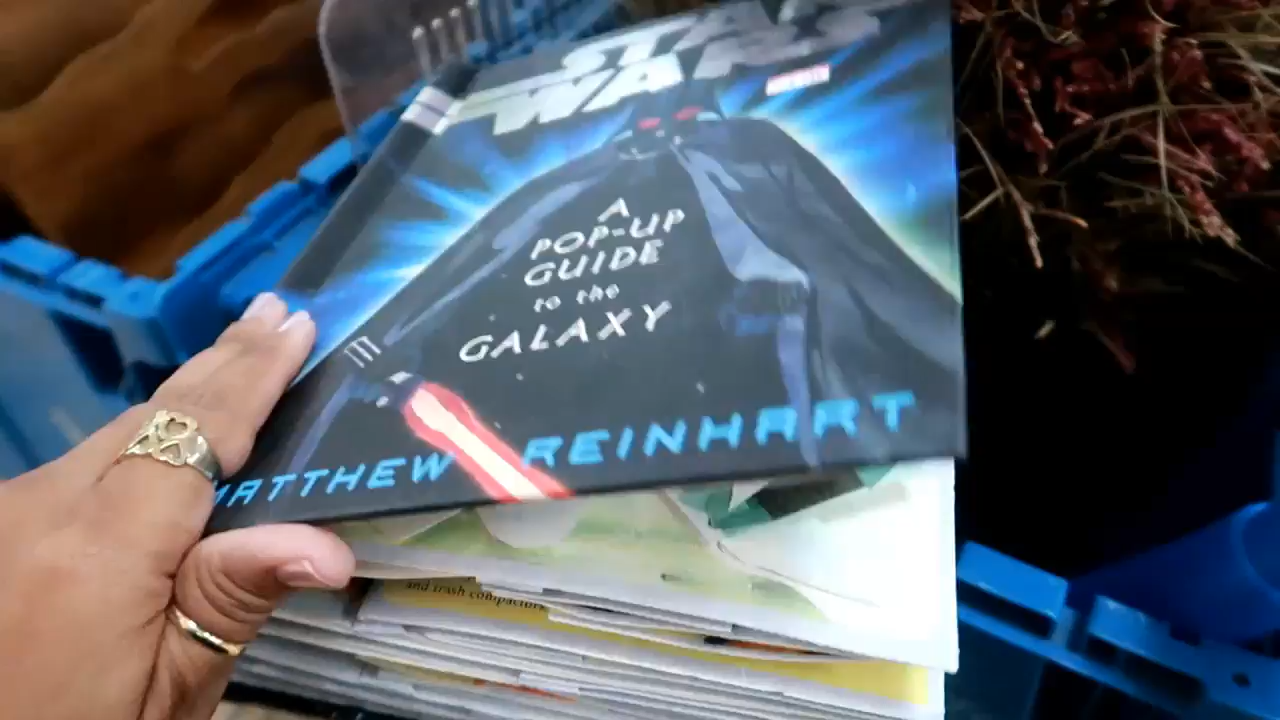 STAR
WARS
A
POP-UP
GUIDE
to the
GALAXY
MATTHEW REINHART
and trash compactors